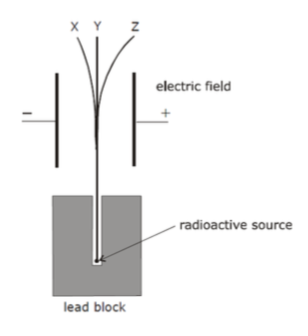 X Y Z
electric field
− +
radioactive source
lead block